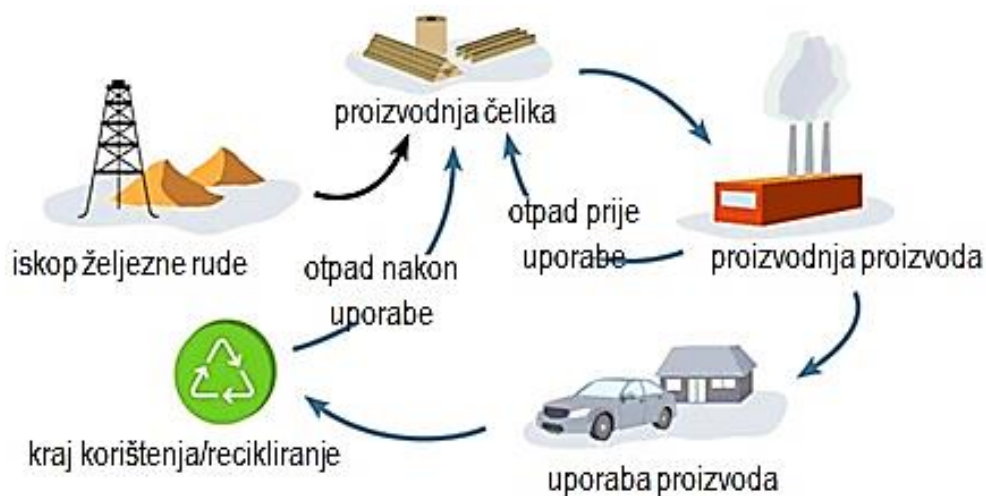 proizvodnja čelika
iskop željezne rude
otpad prije
uporabe
proizvodnja proizvoda
otpad nakon
uporabe
kraj korištenja/recikliranje
uporaba proizvoda